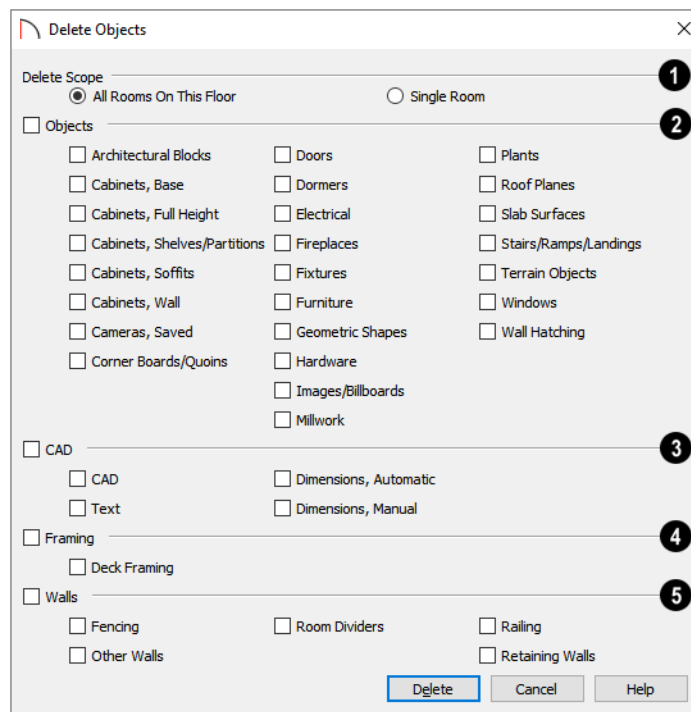 Delete Objects
Delete Scope 1
All Rooms On This Floor Single Room
Objects 2
Architectural Blocks Doors Plants
Cabinets, Base Dormers Roof Planes
Cabinets, Full Height Electrical Slab Surfaces
Cabinets, Shelves/Partitions Fireplaces Stairs/Ramps/Landings
Cabinets, Soffits Fixtures Terrain Objects
Cabinets, Wall Furniture Windows
Cameras, Saved Geometric Shapes Wall Hatching
Corner Boards/Quoins Hardware
Images/Billboards
Millwork
CAD 3
CAD Dimensions, Automatic
Text Dimensions, Manual
Framing 4
Deck Framing
Walls 5
Fencing Room Dividers Railing
Other Walls Retaining Walls
Delete Cancel Help